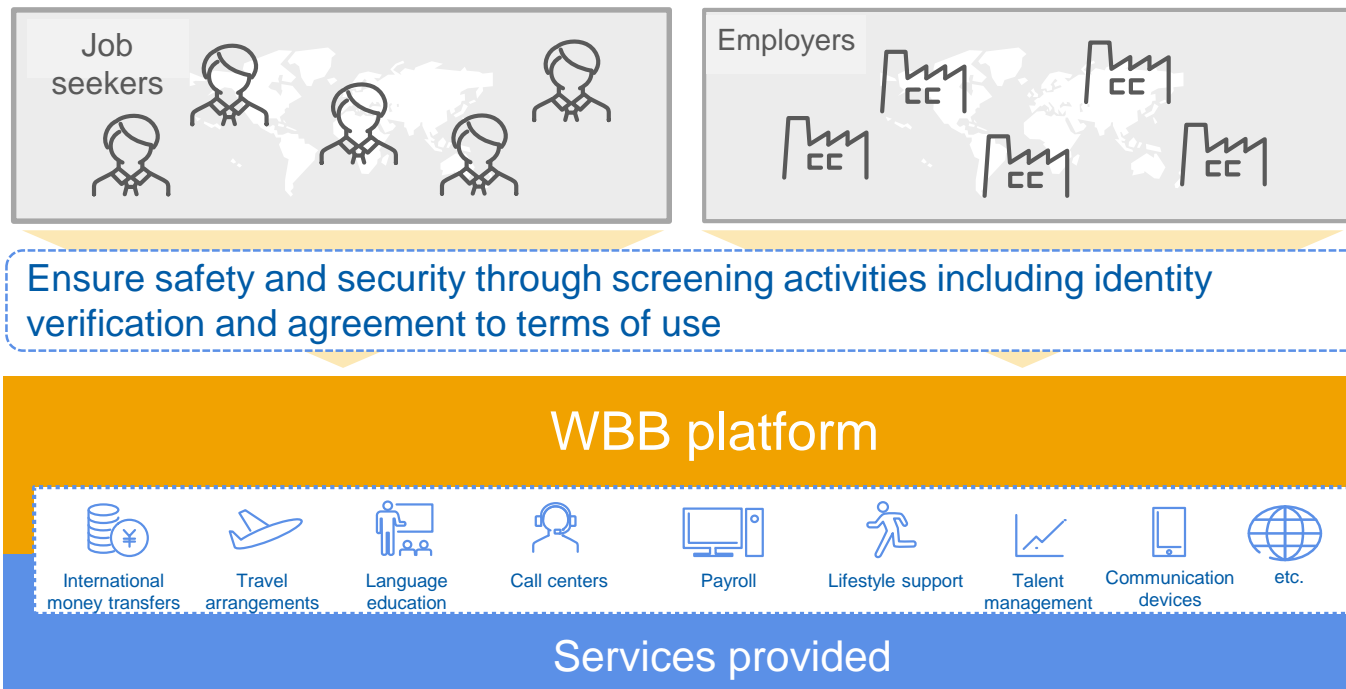 Job
seekers
Employers
Ensure safety and security through screening activities including identity
verification and agreement to terms of use
WBB platform
International
money transfers
Travel
arrangements
Language
education
Call centers
Payroll
Lifestyle support
Talent
management
Communication
devices
etc.
Services provided